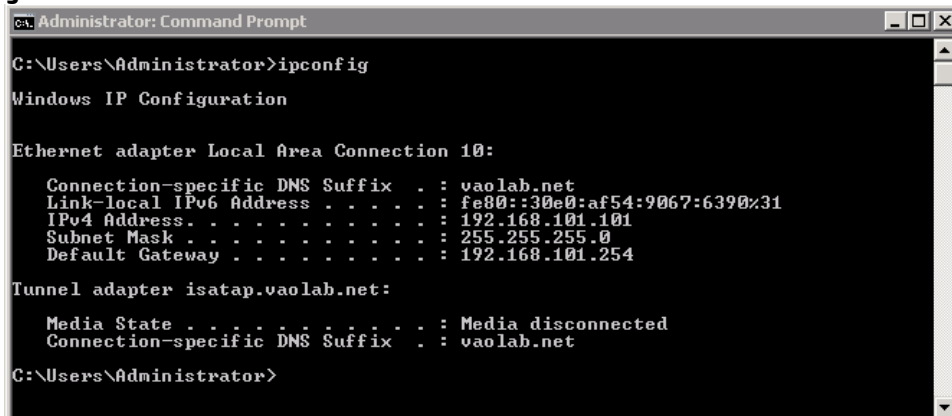 Administrator: Command Prompt
C:\Users\Administrator>ipconfig
Windows IP Configuration
Ethernet adapter Local Area Connection 10:
Connection-specific DNS Suffix . : vaolab.net
Link-local IPv6 Address . . . . . : fe80::30e0:af54:9067:6390%31
IPv4 Address. . . . . . . . . . . : 192.168.101.101
Subnet Mask . . . . . . . . . . . : 255.255.255.0
Default Gateway . . . . . . . . . : 192.168.101.254
Tunnel adapter isatap.vaolab.net:
Media State . . . . . . . . . . . : Media disconnected
Connection-specific DNS Suffix . : vaolab.net
C:\Users\Administrator>